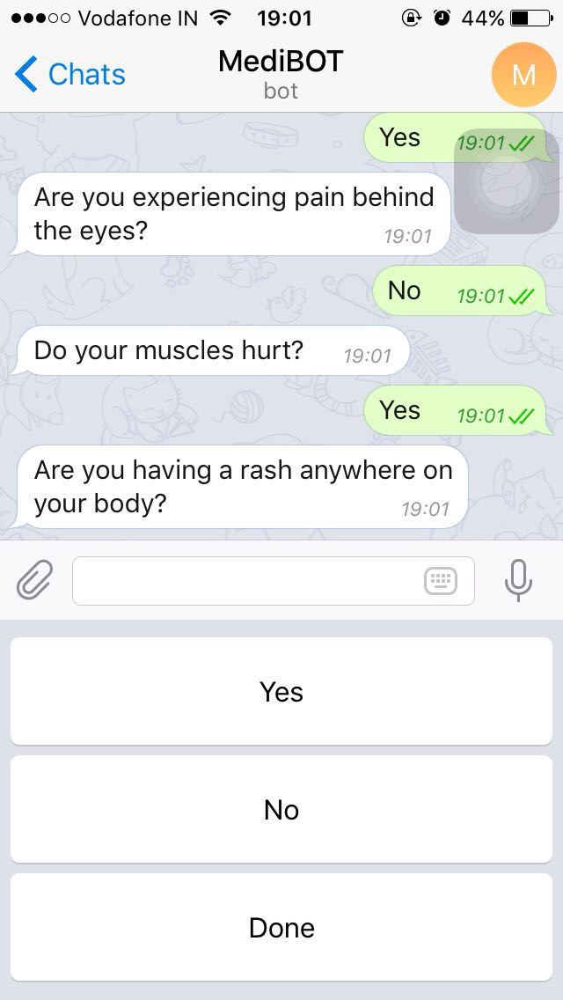 Vodafone IN 19:01 44%
Chats MediBOT M
bot
Yes 19:01
Are you experiencing pain behind
the eyes? 19:01
No 19:01
Do your muscles hurt? 19:01
Yes 19:01
Are you having a rash anywhere on
your body? 19:01
Yes
No
Done